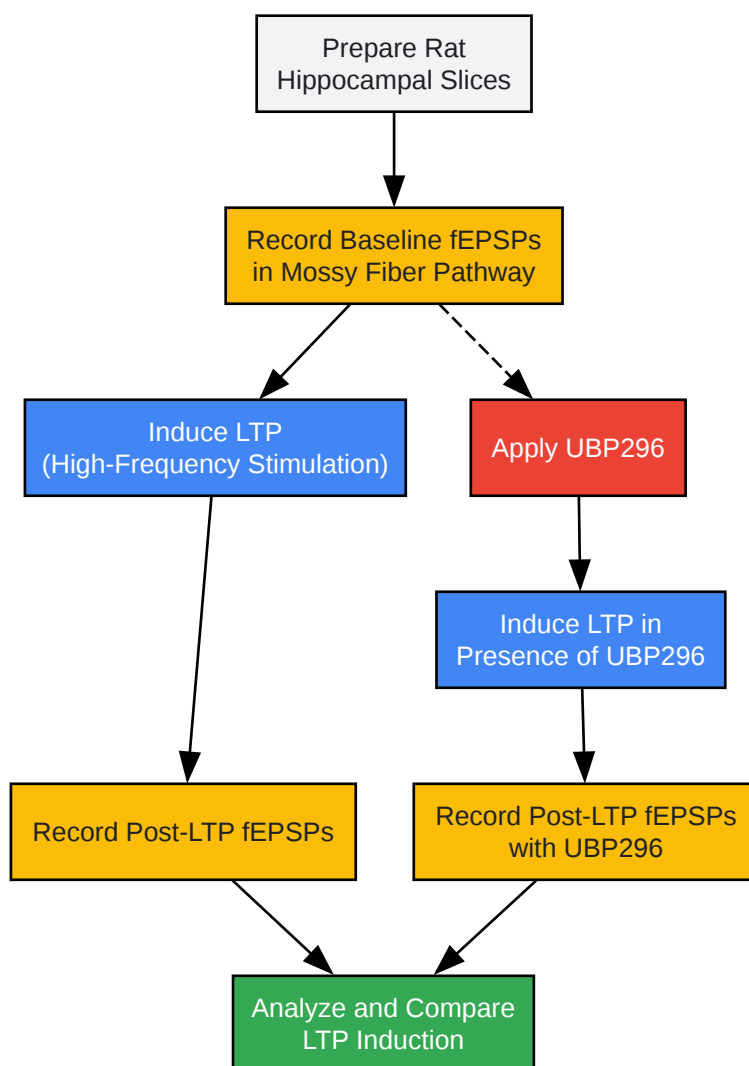 Prepare Rat
Hippocampal Slices
Record Baseline fEPSPs
in Mossy Fiber Pathway
Induce LTP
(High-Frequency Stimulation)
Apply UBP296
Induce LTP in
Presence of UBP296
Record Post-LTP fEPSPs
Record Post-LTP fEPSPs
with UBP296
Analyze and Compare
LTP Induction